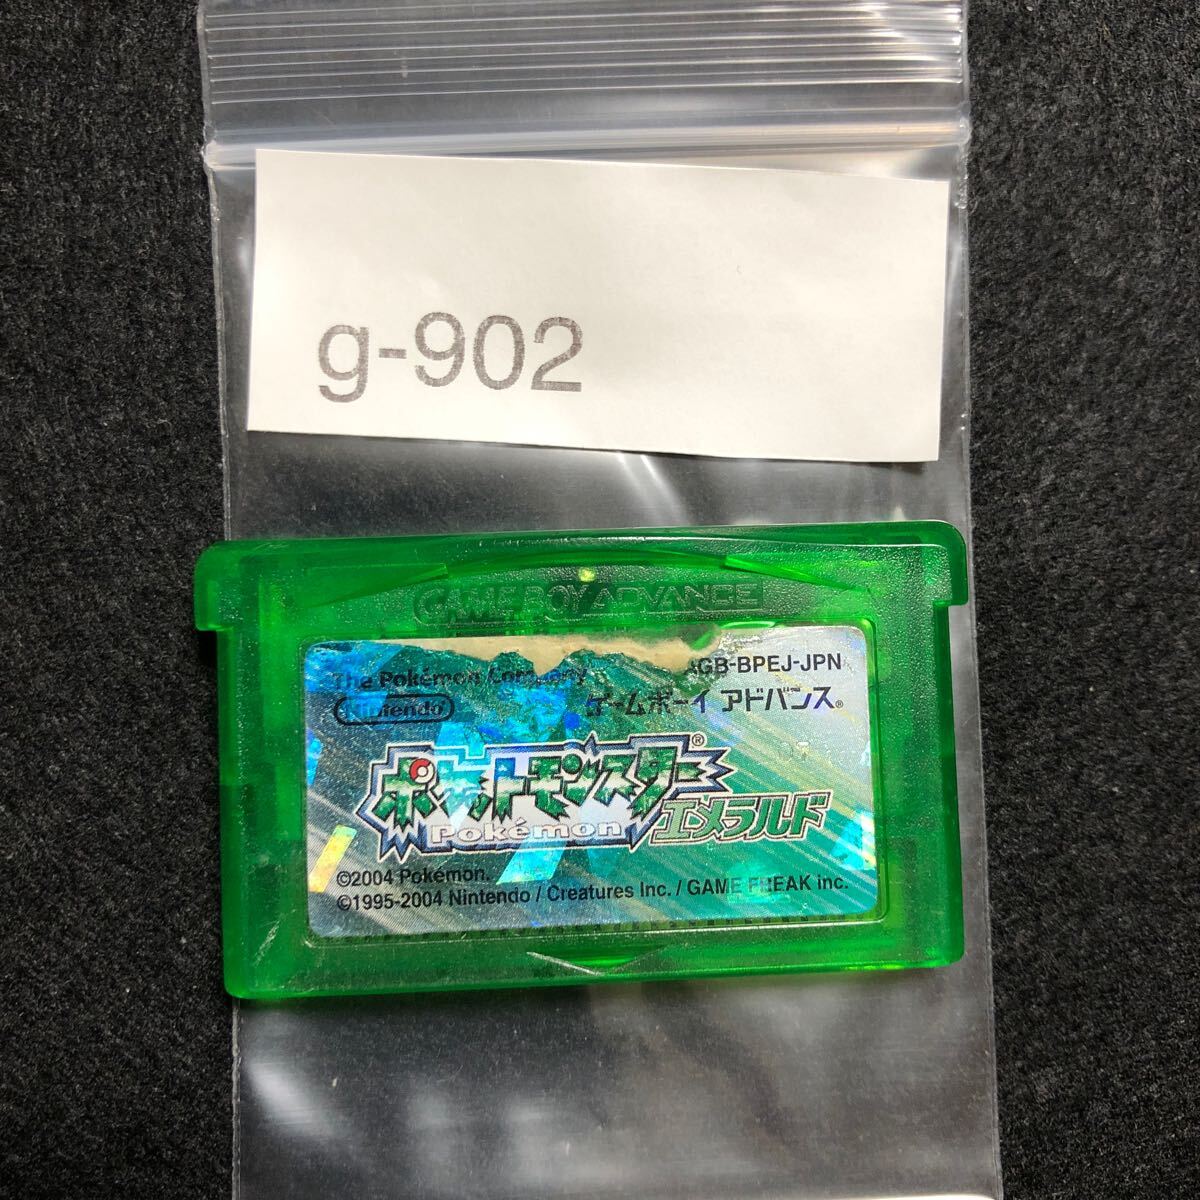 g-902
GAME BOY ADVANCE
The Pokémon Company
AGB-BPEJ-JPN
Nintendo
ゲームボーイ アドバンス®
ポケットモンスター®
Pokémon エメラルド
©2004 Pokémon.
©1995-2004 Nintendo / Creatures Inc. / GAME FREAK inc.